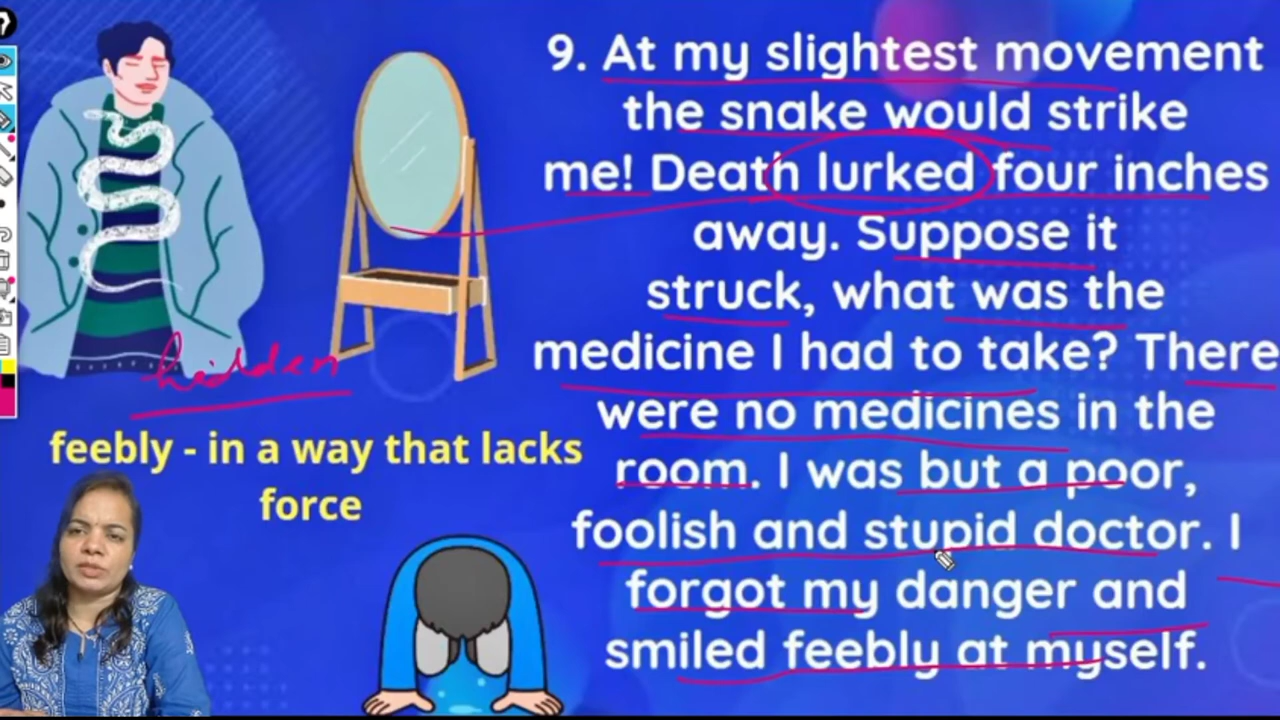 9. At my slightest movement
the snake would strike
me! Death lurked four inches
away. Suppose it
struck, what was the
medicine I had to take? There
were no medicines in the
room. I was but a poor,
foolish and stupid doctor. I
forgot my danger and
smiled feebly at myself.
hidden
feebly - in a way that lacks
force